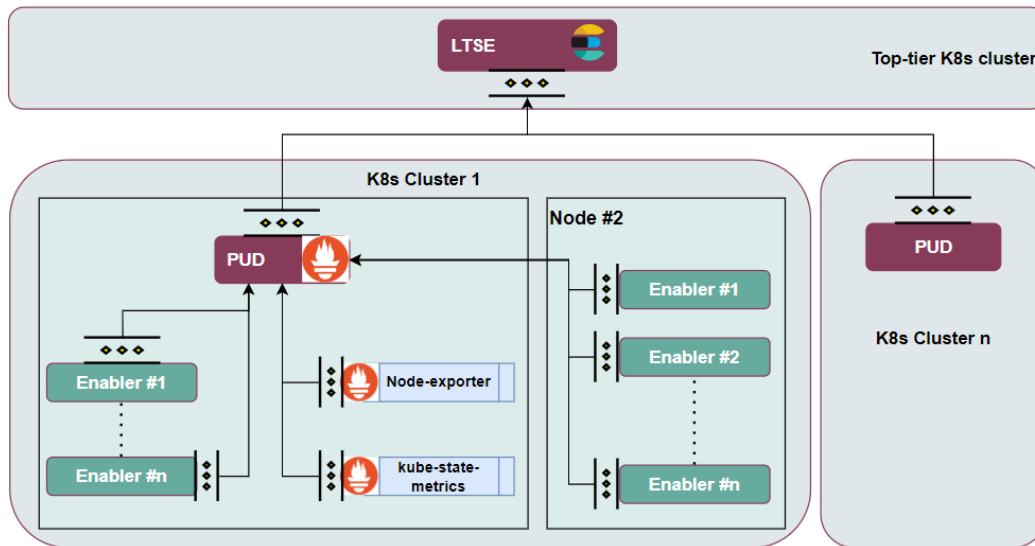 LTSE
Top-tier K8s cluster
K8s Cluster 1
Node #2
PUD
PUD
Enabler #1
Enabler #1
Enabler #2
K8s Cluster n
Node-exporter
Enabler #n
kube-state-
metrics
Enabler #n